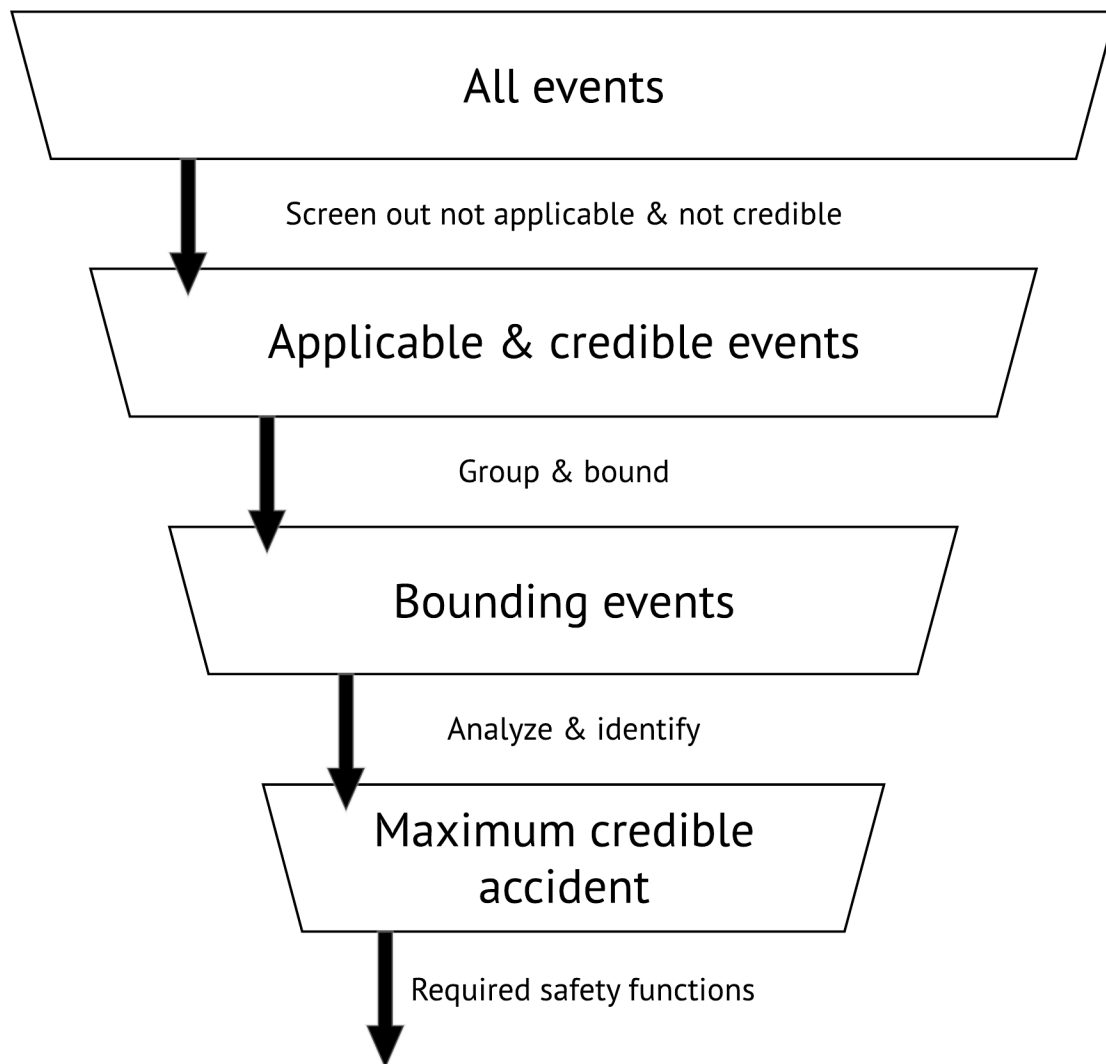 All events
Screen out not applicable & not credible
Applicable & credible events
Group & bound
Bounding events
Analyze & identify
Maximum credible
accident
Required safety functions